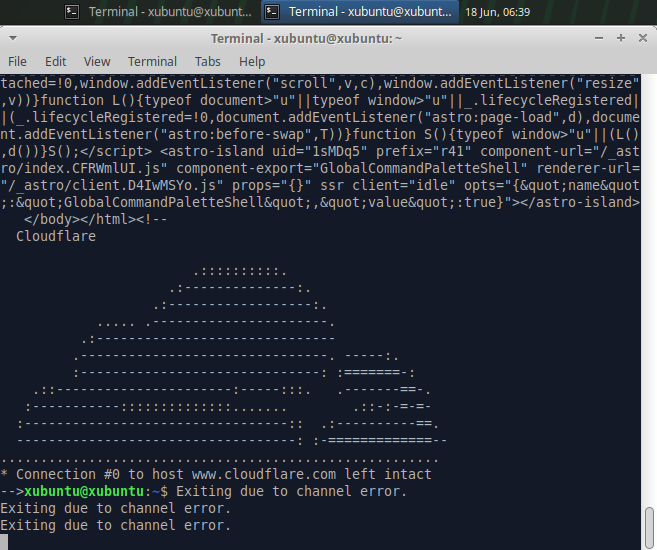 Terminal - xubuntu@xubunt...
Terminal - xubuntu@xubunt...
18 Jun, 06:39
Terminal - xubuntu@xubuntu: ~
File Edit View Terminal Tabs Help
tached=!0,window.addEventListener("scroll",v,c),window.addEventListener("resize"
,v))}function L(){typeof document>"u"||typeof window>"u"||_.lifecycleRegistered|
|(_.lifecycleRegistered=!0,document.addEventListener("astro:page-load",d),docume
nt.addEventListener("astro:before-swap",T))}function S(){typeof window>"u"||(L()
,d())}S();</script> <astro-island uid="1sMDq5" prefix="r41" component-url="/_ast
ro/index.CFRWmlUI.js" component-export="GlobalCommandPaletteShell" renderer-url=
"/_astro/client.D4IwMSYo.js" props="{}" ssr client="idle" opts="{&quot;name&quot
;:&quot;GlobalCommandPaletteShell&quot;,&quot;value&quot;:true}"></astro-island>
   </body></html><!--
  Cloudflare

                        .::::::::::.
                     .:--------------:.
                   .:------------------:.
            ..... .----------------------.
          .:------------------------------
         .-------------------------------. -----:.
         :------------------------------: :=======-:
    .::----------------------:-----:::.   .-------==-.
   :-----------::::::::::::::.......        .::-:-=-=-
  :---------------------------------::  .:----------==.
  -----------------------------------: :-=============--
.......................................................
* Connection #0 to host www.cloudflare.com left intact
-->xubuntu@xubuntu:~$ Exiting due to channel error.
Exiting due to channel error.
Exiting due to channel error.